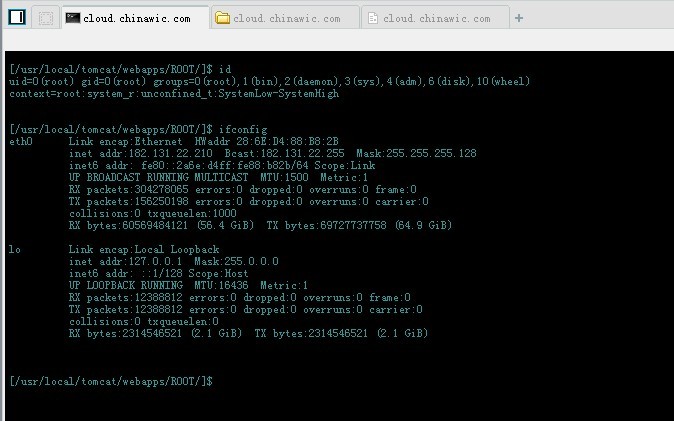 cloud.chinawic.com cloud.chinawic.com cloud.chinawic.com +
[/usr/local/tomcat/webapps/ROOT/]$ id
uid=0(root) gid=0(root) groups=0(root),1(bin),2(daemon),3(sys),4(adm),6(disk),10(wheel)
context=root:system_r:unconfined_t:SystemLow-SystemHigh
[/usr/local/tomcat/webapps/ROOT/]$ ifconfig
eth0 Link encap:Ethernet HWaddr 28:6E:D4:88:B8:2B
inet addr:182.131.22.210 Bcast:182.131.22.255 Mask:255.255.255.128
inet6 addr: fe80::2a6e:d4ff:fe88:b82b/64 Scope:Link
UP BROADCAST RUNNING MULTICAST MTU:1500 Metric:1
RX packets:304278065 errors:0 dropped:0 overruns:0 frame:0
TX packets:156250198 errors:0 dropped:0 overruns:0 carrier:0
collisions:0 txqueuelen:1000
RX bytes:60569484121 (56.4 GiB) TX bytes:69727737758 (64.9 GiB)
lo Link encap:Local Loopback
inet addr:127.0.0.1 Mask:255.0.0.0
inet6 addr: ::1/128 Scope:Host
UP LOOPBACK RUNNING MTU:16436 Metric:1
RX packets:12388812 errors:0 dropped:0 overruns:0 frame:0
TX packets:12388812 errors:0 dropped:0 overruns:0 carrier:0
collisions:0 txqueuelen:0
RX bytes:2314546521 (2.1 GiB) TX bytes:2314546521 (2.1 GiB)
[/usr/local/tomcat/webapps/ROOT/]$